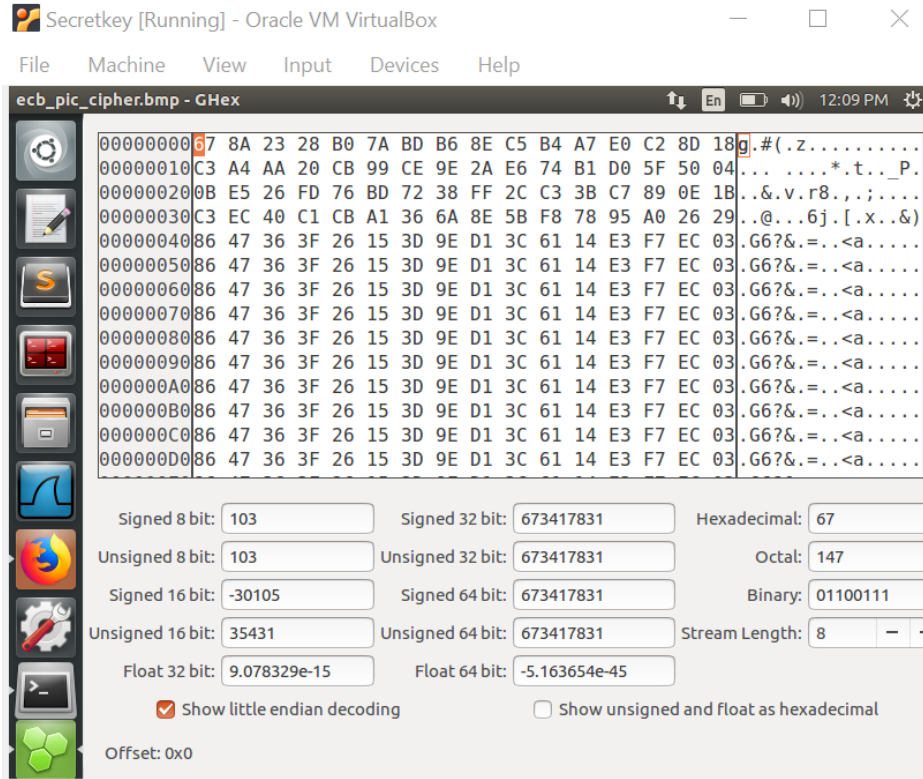 Secretkey [Running] - Oracle VM VirtualBox
File Machine View Input Devices Help
ecb_pic_cipher.bmp - GHex En 12:09 PM
00000000 67 8A 23 28 B0 7A BD B6 8E C5 B4 A7 E0 C2 8D 18 g.#(.z..........
00000010 C3 A4 AA 20 CB 99 CE 9E 2A E6 74 B1 D0 5F 50 04 ... ....*.t.._P.
00000020 0B E5 26 FD 76 BD 72 38 FF 2C C3 3B C7 89 0E 1B ..&.v.r8.,.;....
00000030 C3 EC 40 C1 CB A1 36 6A 8E 5B F8 78 95 A0 26 29 ..@...6j.[.x..&)
00000040 86 47 36 3F 26 15 3D 9E D1 3C 61 14 E3 F7 EC 03 .G6?&.=..<a.....
00000050 86 47 36 3F 26 15 3D 9E D1 3C 61 14 E3 F7 EC 03 .G6?&.=..<a.....
00000060 86 47 36 3F 26 15 3D 9E D1 3C 61 14 E3 F7 EC 03 .G6?&.=..<a.....
00000070 86 47 36 3F 26 15 3D 9E D1 3C 61 14 E3 F7 EC 03 .G6?&.=..<a.....
00000080 86 47 36 3F 26 15 3D 9E D1 3C 61 14 E3 F7 EC 03 .G6?&.=..<a.....
00000090 86 47 36 3F 26 15 3D 9E D1 3C 61 14 E3 F7 EC 03 .G6?&.=..<a.....
000000A0 86 47 36 3F 26 15 3D 9E D1 3C 61 14 E3 F7 EC 03 .G6?&.=..<a.....
000000B0 86 47 36 3F 26 15 3D 9E D1 3C 61 14 E3 F7 EC 03 .G6?&.=..<a.....
000000C0 86 47 36 3F 26 15 3D 9E D1 3C 61 14 E3 F7 EC 03 .G6?&.=..<a.....
000000D0 86 47 36 3F 26 15 3D 9E D1 3C 61 14 E3 F7 EC 03 .G6?&.=..<a.....
Signed 8 bit: 103 Signed 32 bit: 673417831 Hexadecimal: 67
Unsigned 8 bit: 103 Unsigned 32 bit: 673417831 Octal: 147
Signed 16 bit: -30105 Signed 64 bit: 673417831 Binary: 01100111
Unsigned 16 bit: 35431 Unsigned 64 bit: 673417831 Stream Length: 8 −
Float 32 bit: 9.078329e-15 Float 64 bit: -5.163654e-45
Show little endian decoding Show unsigned and float as hexadecimal
Offset: 0x0